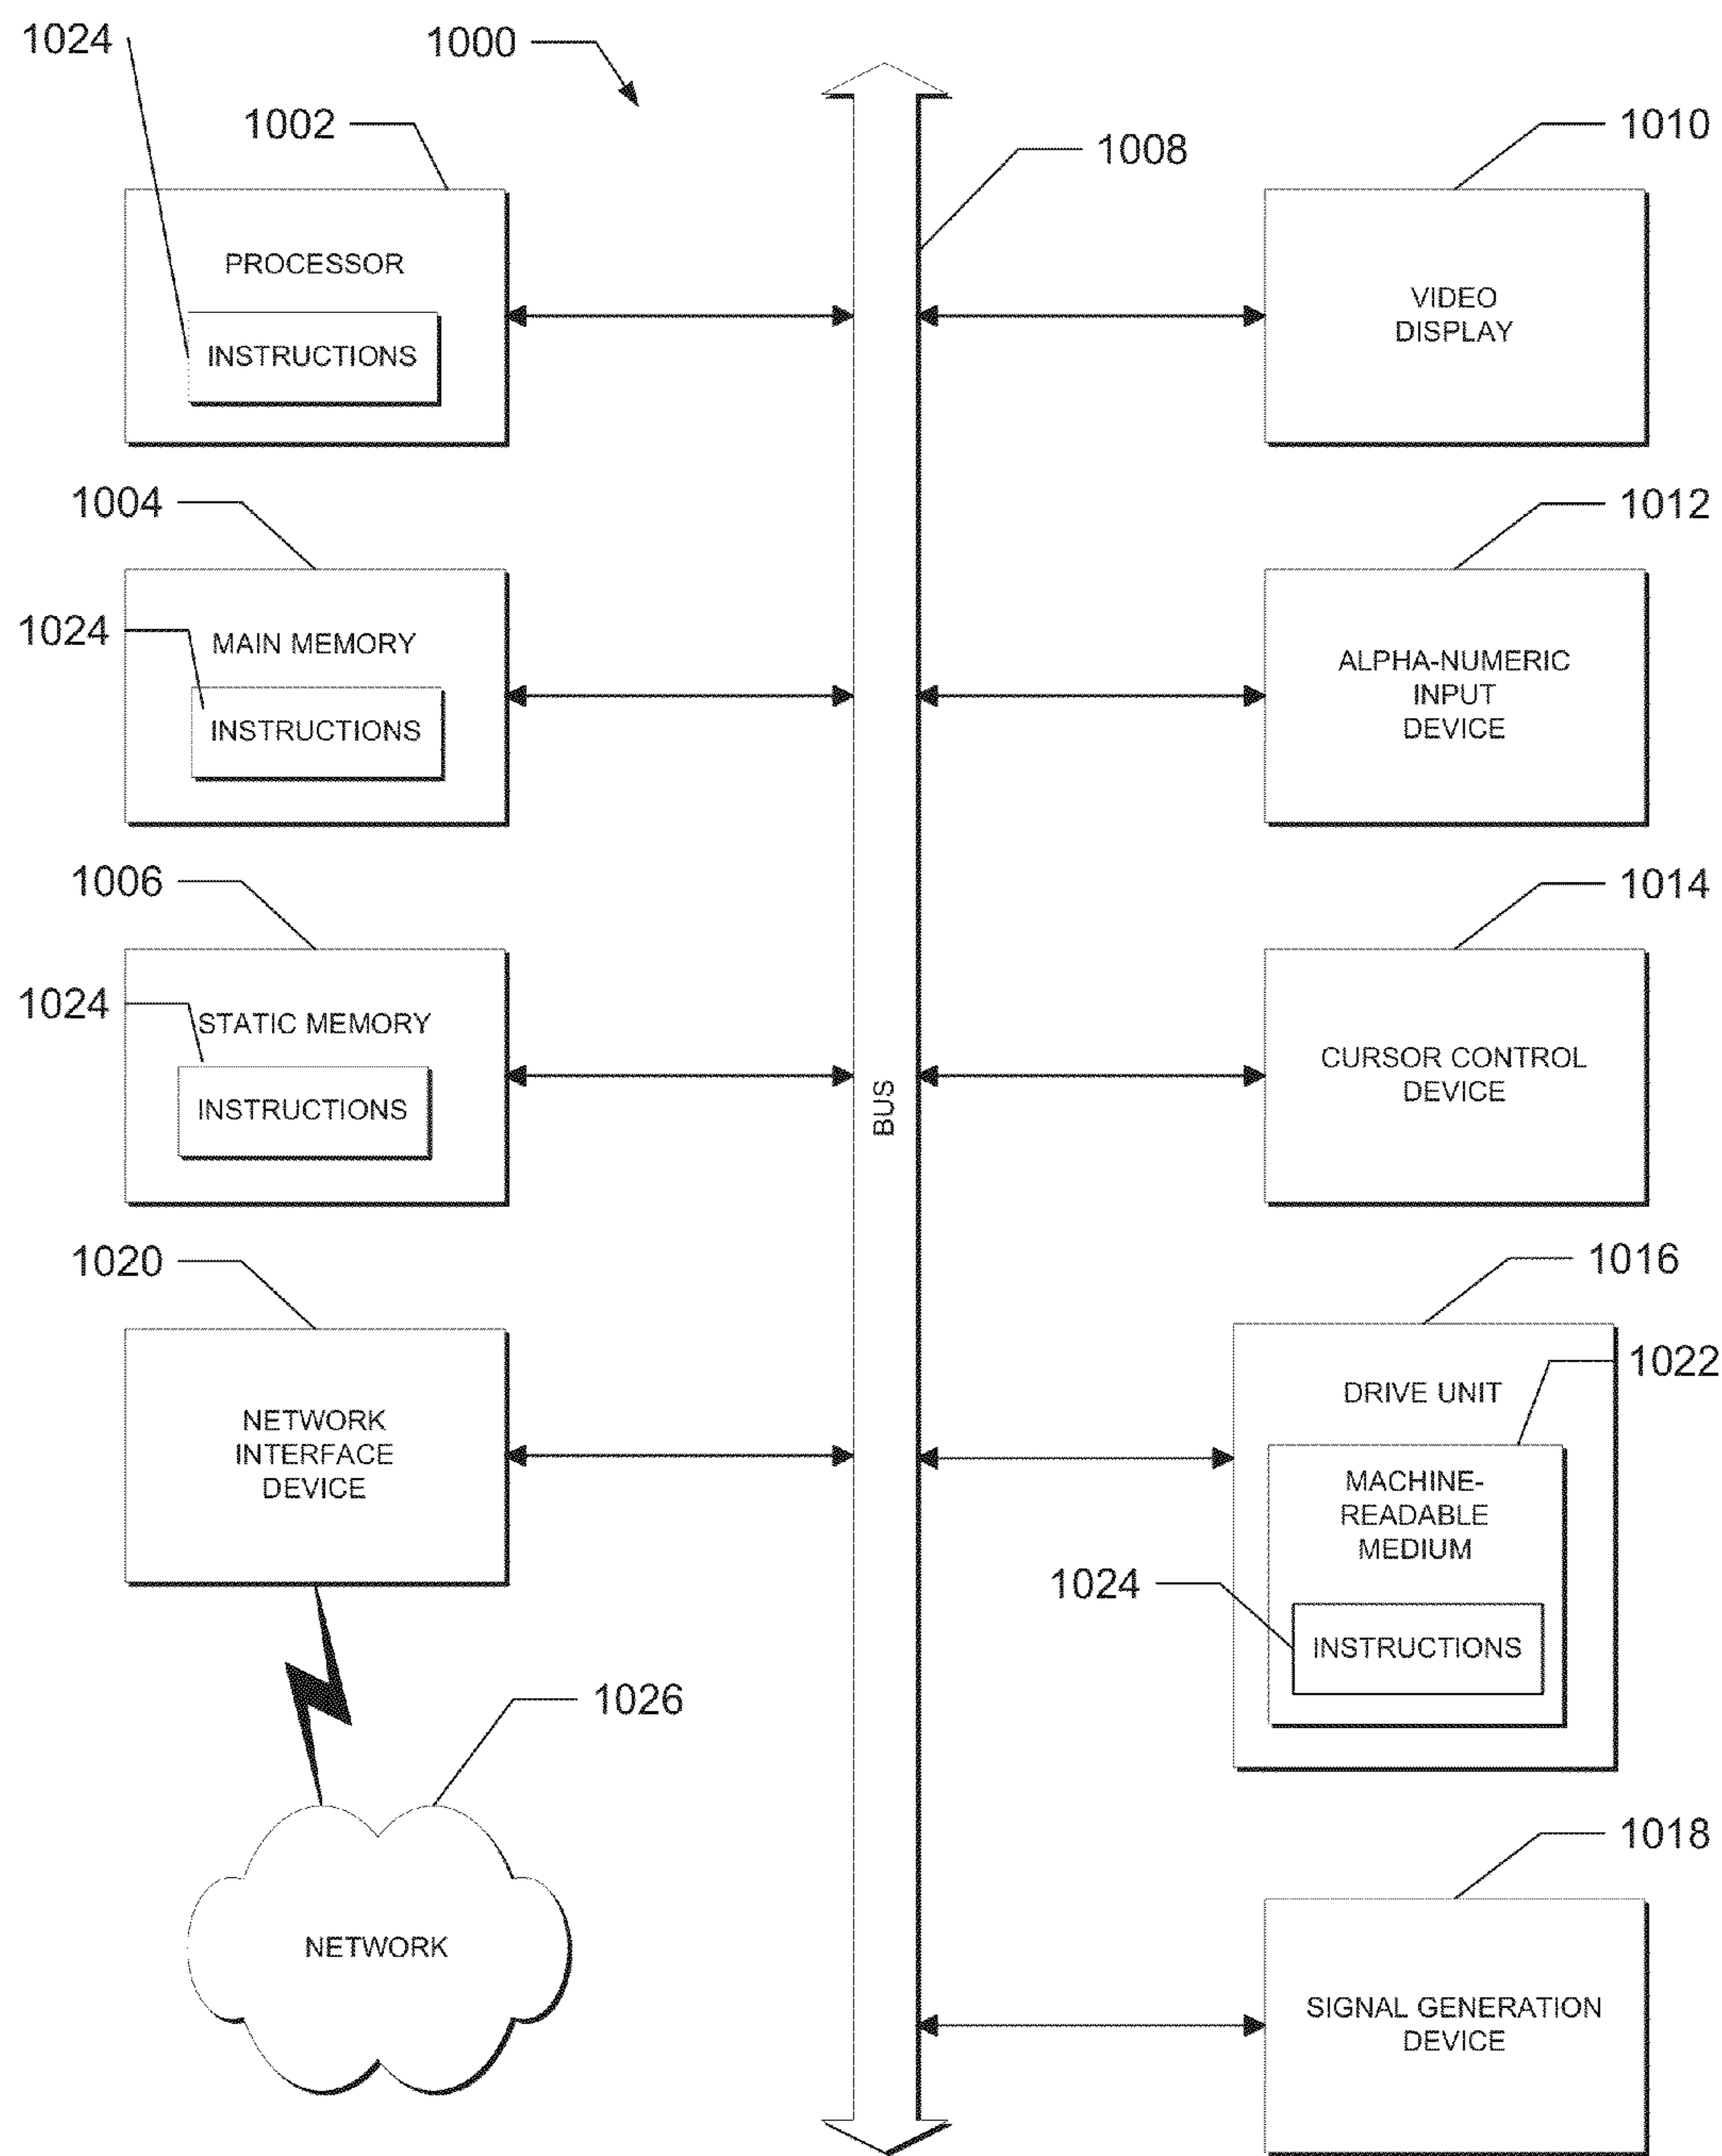 1024
1000
1002
1008
1010
PROCESSOR
INSTRUCTIONS
VIDEO
DISPLAY
1004
1012
1024
MAIN MEMORY
INSTRUCTIONS
ALPHA-NUMERIC
INPUT
DEVICE
1006
1014
1024
STATIC MEMORY
INSTRUCTIONS
BUS
CURSOR CONTROL
DEVICE
1020
1016
1022
NETWORK
INTERFACE
DEVICE
DRIVE UNIT
MACHINE-
READABLE
MEDIUM
1024
INSTRUCTIONS
1026
NETWORK
1018
SIGNAL GENERATION
DEVICE